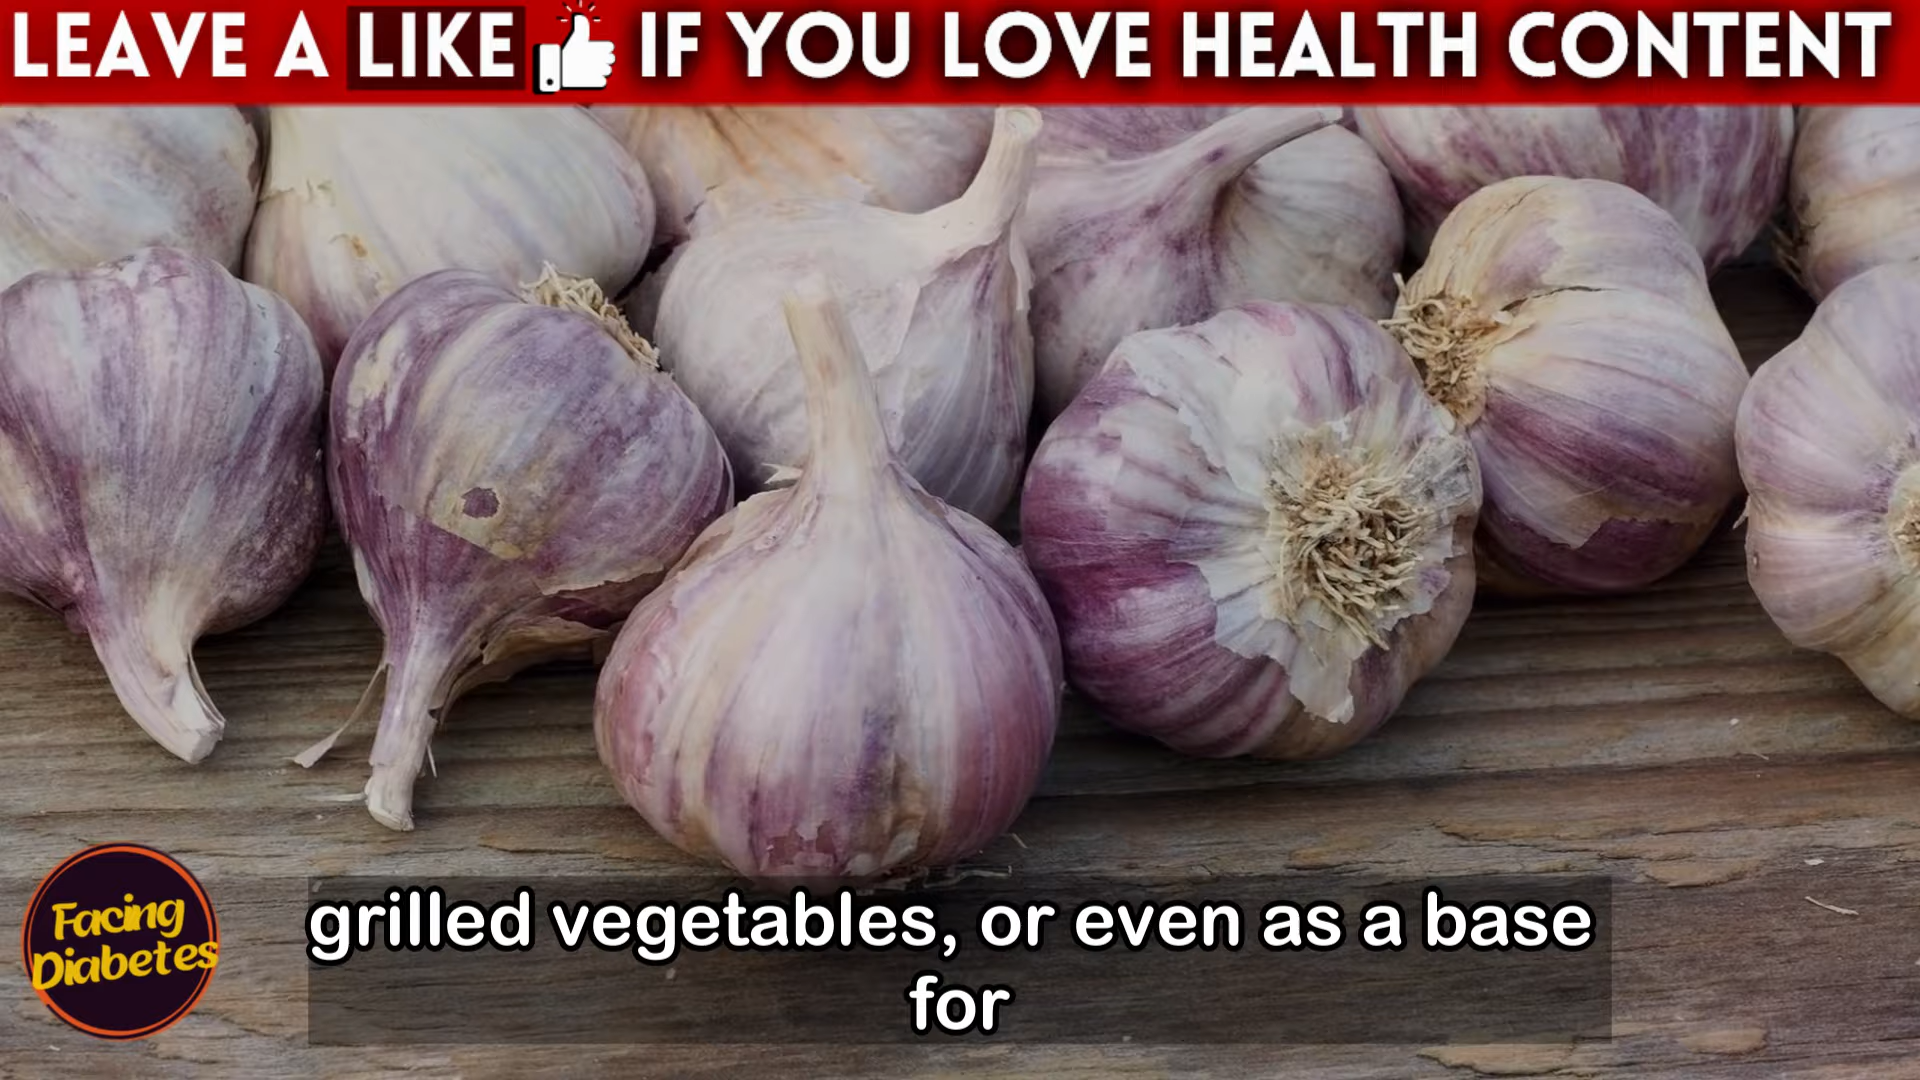 LEAVE A LIKE IF YOU LOVE HEALTH CONTENT
Facing
Diabetes
grilled vegetables, or even as a base
for